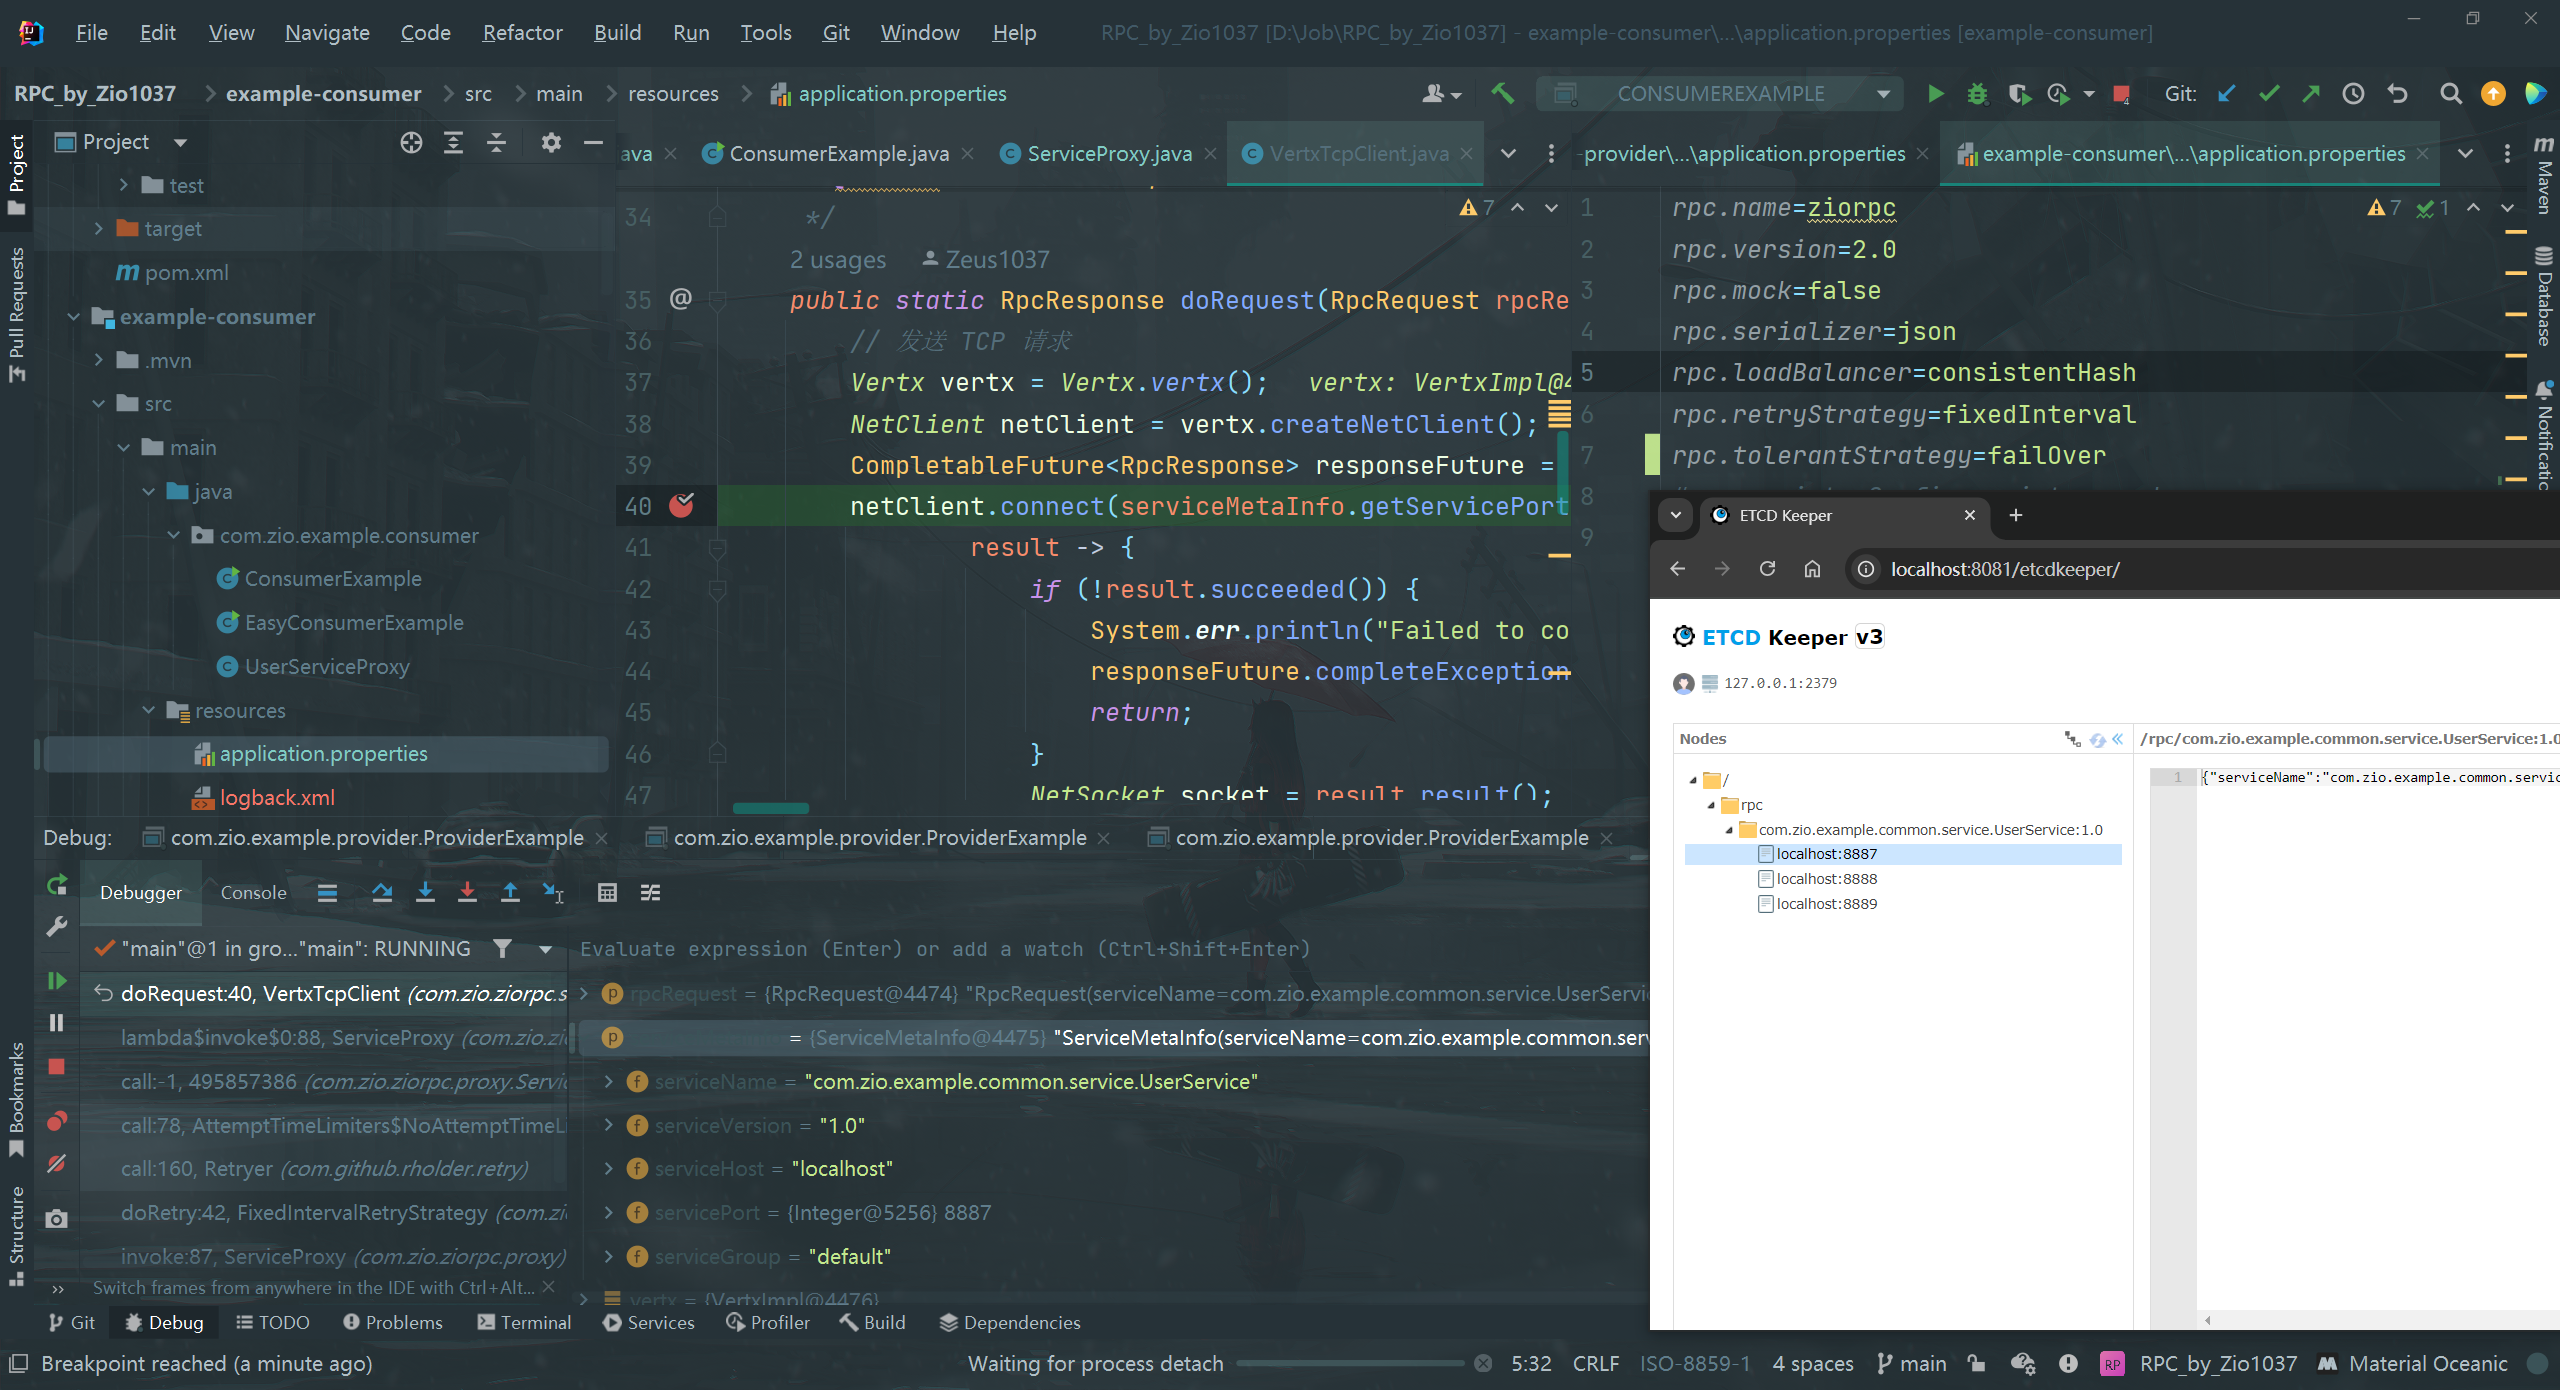 File Edit View Navigate Code Refactor Build Run Tools Git Window Help RPC_by_Zio1037 [D:\Job\RPC_by_Zio1037] - example-consumer\...\application.properties [example-consumer]
RPC_by_Zio1037 example-consumer src main resources application.properties CONSUMEREXAMPLE Git:
Project
Pull Requests
Bookmarks
Structure
Project
test
target
pom.xml
example-consumer
.mvn
src
main
java
com.zio.example.consumer
ConsumerExample
EasyConsumerExample
UserServiceProxy
resources
application.properties
logback.xml
ava ConsumerExample.java ServiceProxy.java VertxTcpClient.java
7
34 */
2 usages Zeus1037
35 @ public static RpcResponse doRequest(RpcRequest rpcRe
36 // 发送 TCP 请求
37 Vertx vertx = Vertx.vertx(); vertx: VertxImpl@4
38 NetClient netClient = vertx.createNetClient();
39 CompletableFuture<RpcResponse> responseFuture =
40 netClient.connect(serviceMetaInfo.getServicePort
41 result -> {
42 if (!result.succeeded()) {
43 System.err.println("Failed to co
44 responseFuture.completeException
45 return;
46 }
47 NetSocket socket = result.result();
-provider\...\application.properties example-consumer\...\application.properties
7 1
1 rpc.name=ziorpc
2 rpc.version=2.0
3 rpc.mock=false
4 rpc.serializer=json
5 rpc.loadBalancer=consistentHash
6 rpc.retryStrategy=fixedInterval
7 rpc.tolerantStrategy=failOver
8
9
Maven
Database
Notificatic
ETCD Keeper
localhost:8081/etcdkeeper/
ETCD Keeper v3
127.0.0.1:2379
Nodes
/
rpc
com.zio.example.common.service.UserService:1.0
localhost:8887
localhost:8888
localhost:8889
/rpc/com.zio.example.common.service.UserService:1.0
1 {"serviceName":"com.zio.example.common.servic
Debug: com.zio.example.provider.ProviderExample com.zio.example.provider.ProviderExample com.zio.example.provider.ProviderExample
Debugger Console
"main"@1 in gro..."main": RUNNING
doRequest:40, VertxTcpClient (com.zio.ziorpc.s
lambda$invoke$0:88, ServiceProxy (com.zio.zi
call:-1, 495857386 (com.zio.ziorpc.proxy.Servic
call:78, AttemptTimeLimiters$NoAttemptTimeL
call:160, Retryer (com.github.rholder.retry)
doRetry:42, FixedIntervalRetryStrategy (com.zi
invoke:87, ServiceProxy (com.zio.ziorpc.proxy)
Switch frames from anywhere in the IDE with Ctrl+Alt...
Evaluate expression (Enter) or add a watch (Ctrl+Shift+Enter)
rpcRequest = {RpcRequest@4474} "RpcRequest(serviceName=com.zio.example.common.service.UserServi
= {ServiceMetaInfo@4475} "ServiceMetaInfo(serviceName=com.zio.example.common.ser
serviceName = "com.zio.example.common.service.UserService"
serviceVersion = "1.0"
serviceHost = "localhost"
servicePort = {Integer@5256} 8887
serviceGroup = "default"
vertx = {VertxImpl@4476}
Git Debug TODO Problems Terminal Services Profiler Build Dependencies
Breakpoint reached (a minute ago) Waiting for process detach 5:32 CRLF ISO-8859-1 4 spaces main RP RPC_by_Zio1037 Material Oceanic